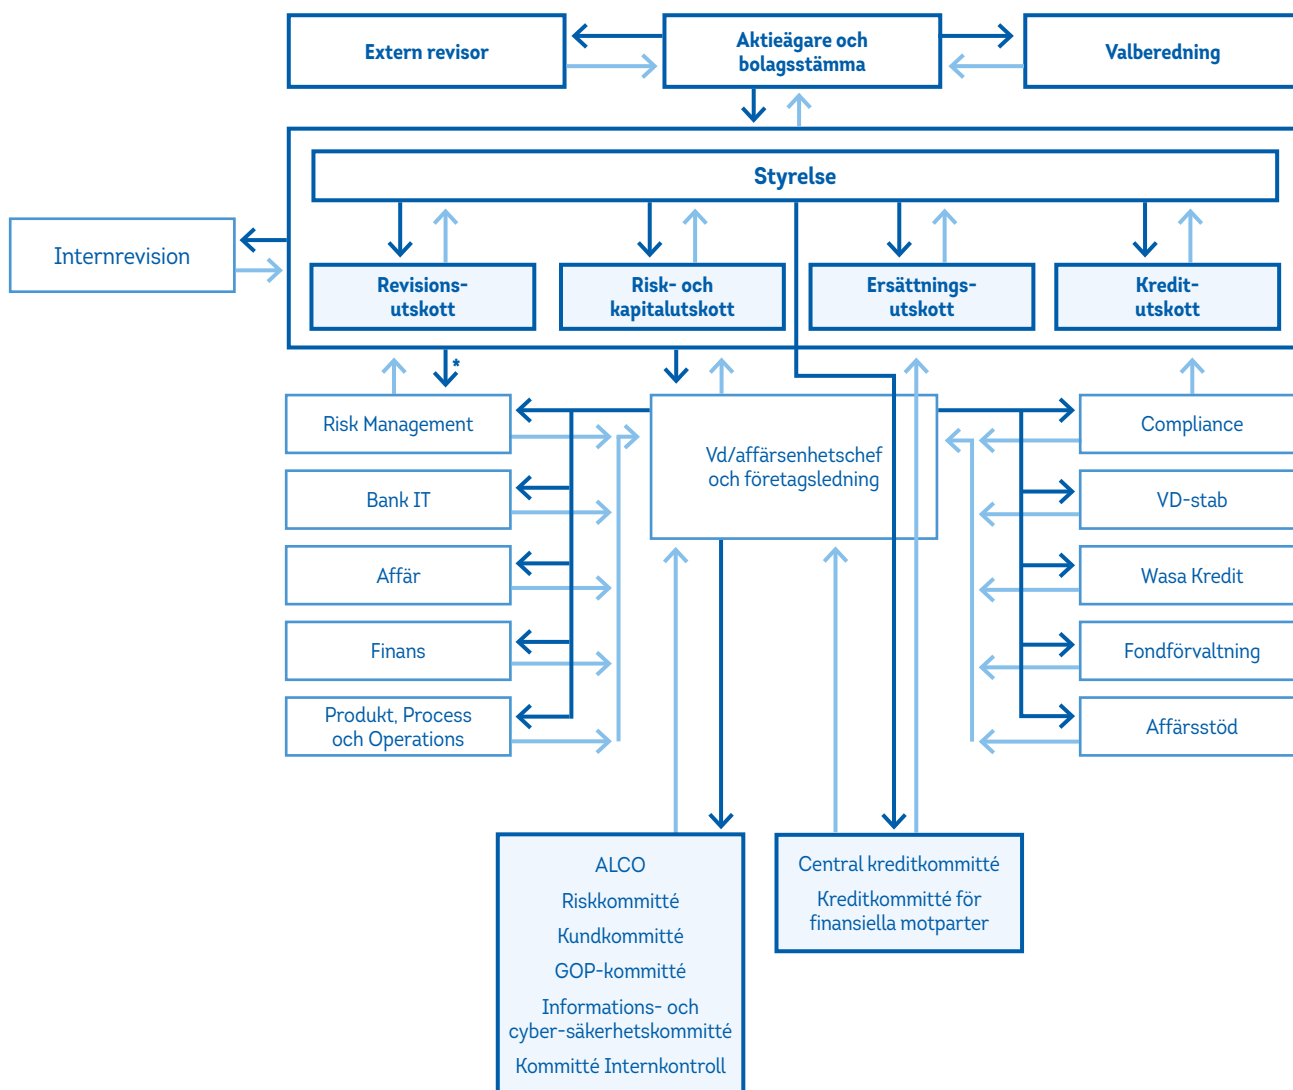 Extern revisor
Aktieägare och
bolagsstämma
Valberedning
Styrelse
Internrevision
Revisions-
utskott
Risk- och
kapitalutskott
Ersättnings-
utskott
Kredit-
utskott
*
Risk Management
Vd/affärsenhetschef
och företagsledning
Compliance
Bank IT
VD-stab
Affär
Wasa Kredit
Finans
Fondförvaltning
Produkt, Process
och Operations
Affärsstöd
ALCO
Riskkommitté
Kundkommitté
GOP-kommitté
Informations- och
cyber-säkerhetskommitté
Kommitté Internkontroll
Central kreditkommitté
Kreditkommitté för
finansiella motparter